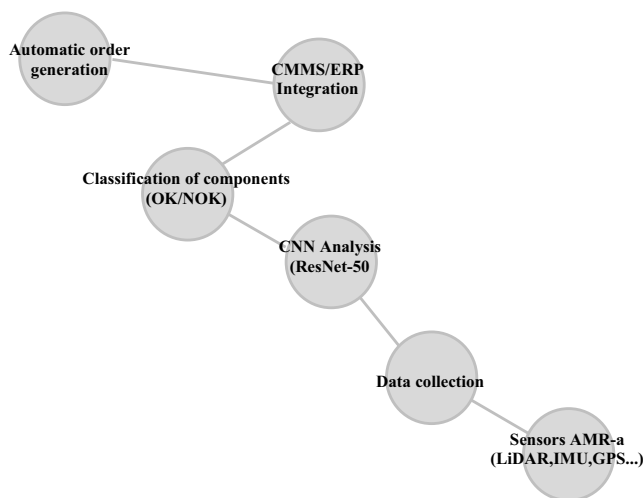 Automatic order
generation
CMMS/ERP
Integration
Classification of components
(OK/NOK)
CNN Analysis
(ResNet-50
Data collection
Sensors AMR-a
(LiDAR,IMU,GPS...)